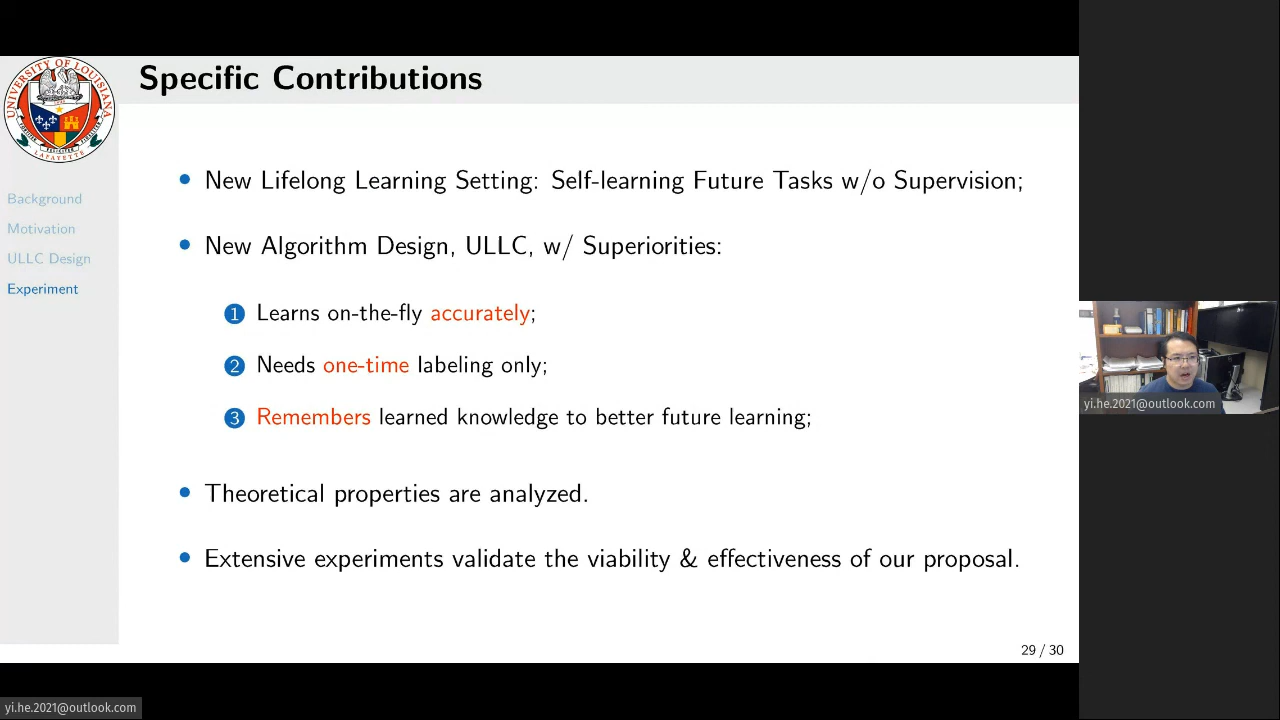 Specific Contributions
UNIVERSITY OF LOUISIANA
LAFAYETTE
Background
Motivation
ULLC Design
Experiment
• New Lifelong Learning Setting: Self-learning Future Tasks w/o Supervision;
• New Algorithm Design, ULLC, w/ Superiorities:
1 Learns on-the-fly accurately;
2 Needs one-time labeling only;
3 Remembers learned knowledge to better future learning;
• Theoretical properties are analyzed.
• Extensive experiments validate the viability & effectiveness of our proposal.
29 / 30
yi.he.2021@outlook.com
yi.he.2021@outlook.com